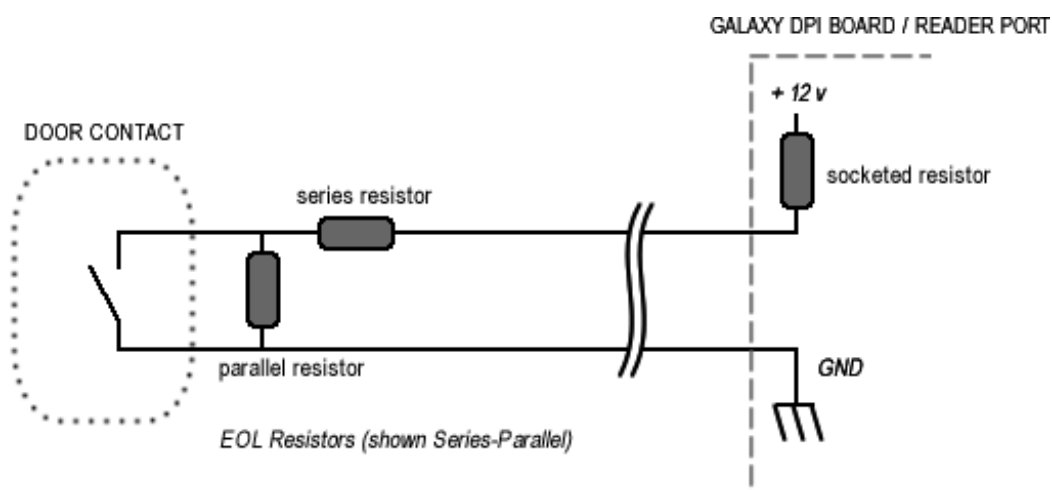 GALAXY DPI BOARD / READER PORT
+ 12 v
DOOR CONTACT
socketed resistor
series resistor
parallel resistor
GND
EOL Resistors (shown Series-Parallel)